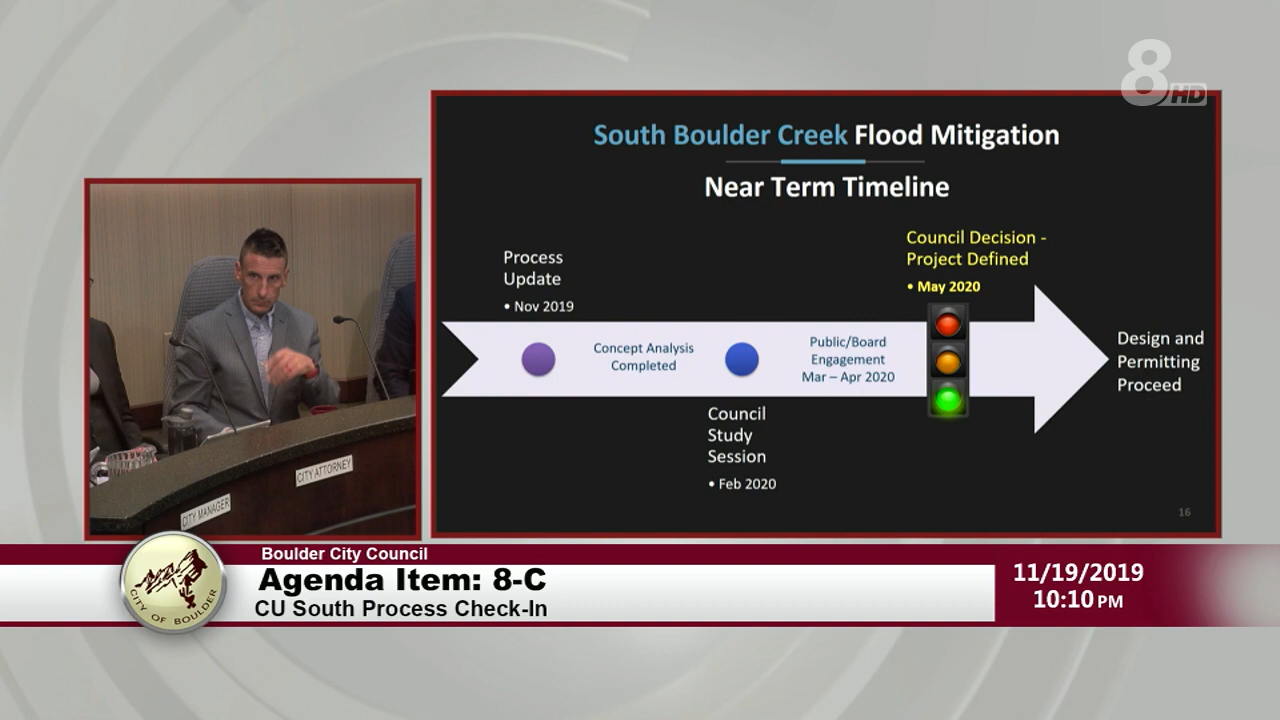 8 HD
South Boulder Creek Flood Mitigation
Near Term Timeline
Process
Update
• Nov 2019
Concept Analysis
Completed
Council
Study
Session
• Feb 2020
Public/Board
Engagement
Mar – Apr 2020
Council Decision -
Project Defined
• May 2020
Design and
Permitting
Proceed
16
CITY ATTORNEY
CITY MANAGER
CITY OF BOULDER
Boulder City Council
Agenda Item: 8-C
CU South Process Check-In
11/19/2019
10:10 PM